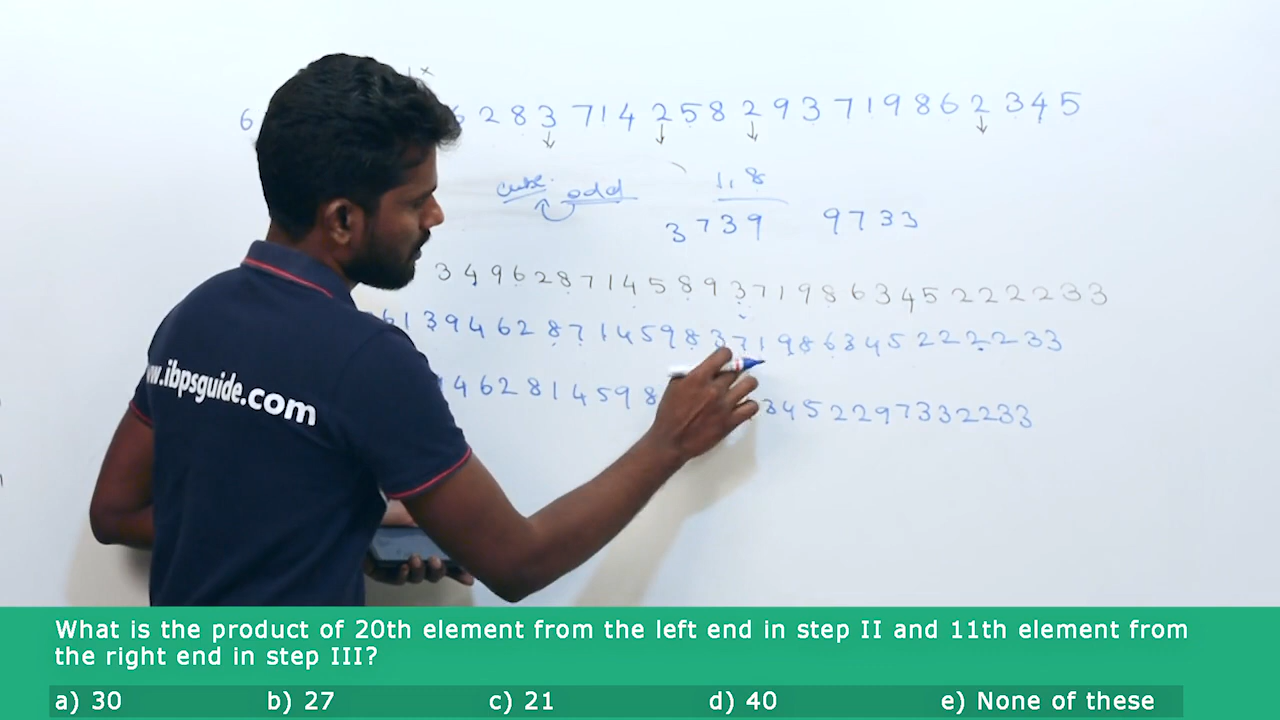 6 2 8 3 7 1 4 2 5 8 2 9 3 7 1 9 8 6 2 3 4 5
cube odd 1, 8
3 7 3 9 9 7 3 3
3 4 9 6 2 8 7 1 4 5 8 9 3 7 1 9 8 6 3 4 5 2 2 2 2 3 3
6 1 3 9 4 6 2 8 7 1 4 5 9 8 3 7 1 9 8 6 3 4 5 2 2 2 2 3 3
4 6 2 8 1 4 5 9 8 3 4 5 2 2 9 7 3 3 2 2 3 3
www.ibpsguide.com
What is the product of 20th element from the left end in step II and 11th element from
the right end in step III?
a) 30 b) 27 c) 21 d) 40 e) None of these